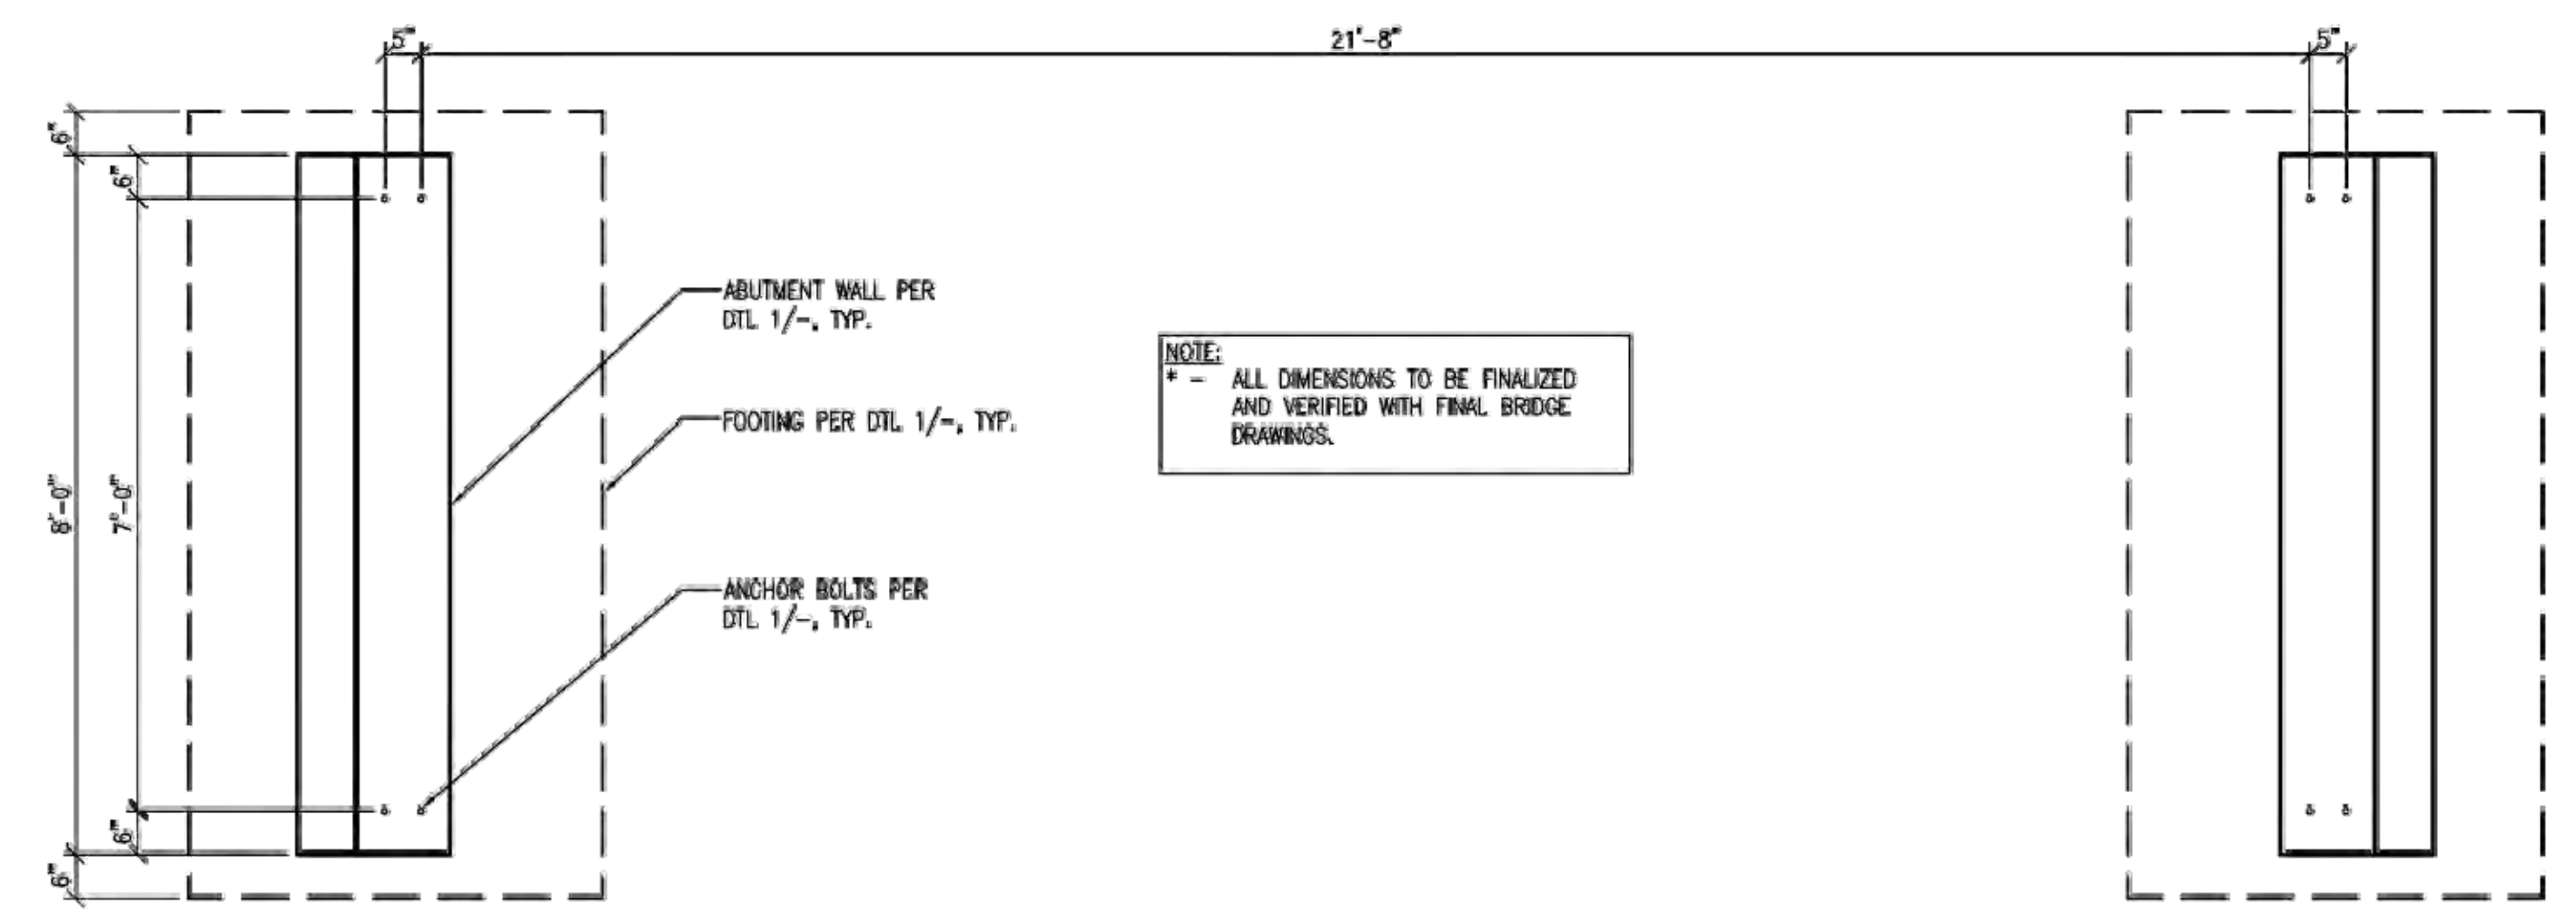 5"
21'-8"
5"
6"
6"
8'-0"
7'-0"
6"
6"
ABUTMENT WALL PER
DTL 1/-, TYP.
FOOTING PER DTL 1/-, TYP.
ANCHOR BOLTS PER
DTL 1/-, TYP.
NOTE:
* - ALL DIMENSIONS TO BE FINALIZED
AND VERIFIED WITH FINAL BRIDGE
DRAWINGS.